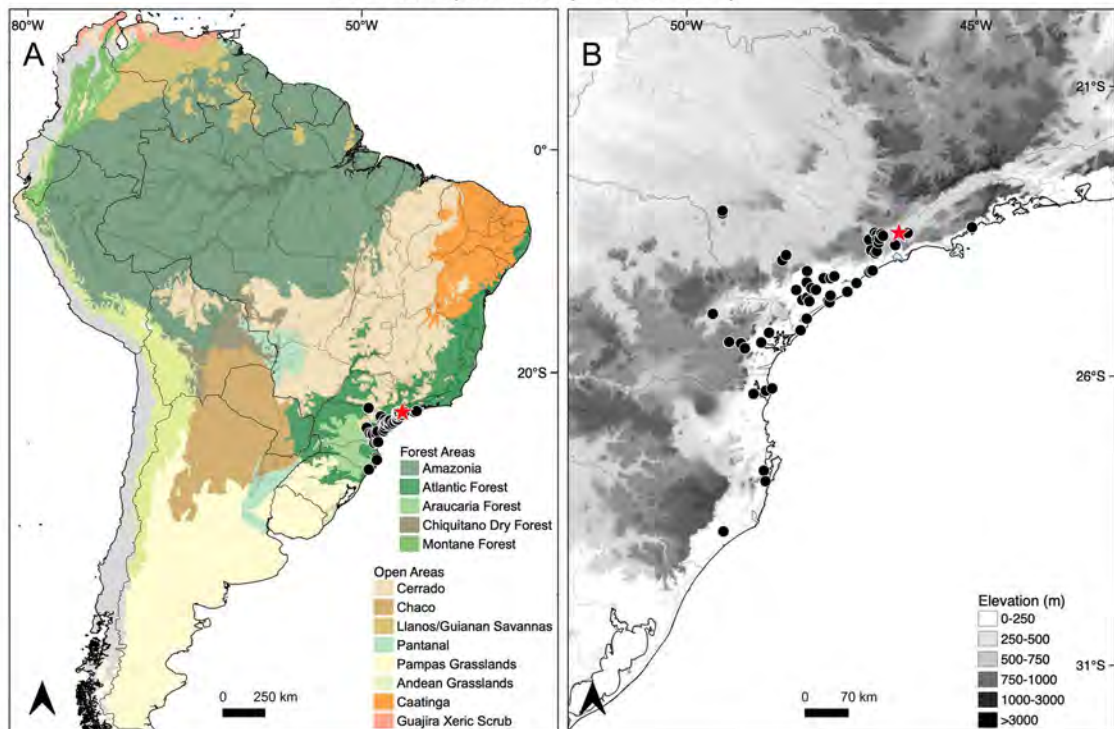 80°W
50°W
A
0°
20°S
Forest Areas
Amazonia
Atlantic Forest
Araucaria Forest
Chiquitano Dry Forest
Montane Forest
Open Areas
Cerrado
Chaco
Llanos/Guianan Savannas
Pantanal
Pampas Grasslands
Andean Grasslands
Caatinga
Guajira Xeric Scrub
0 250 km
50°W
45°W
B
21°S
26°S
31°S
Elevation (m)
0-250
250-500
500-750
750-1000
1000-3000
>3000
0 70 km